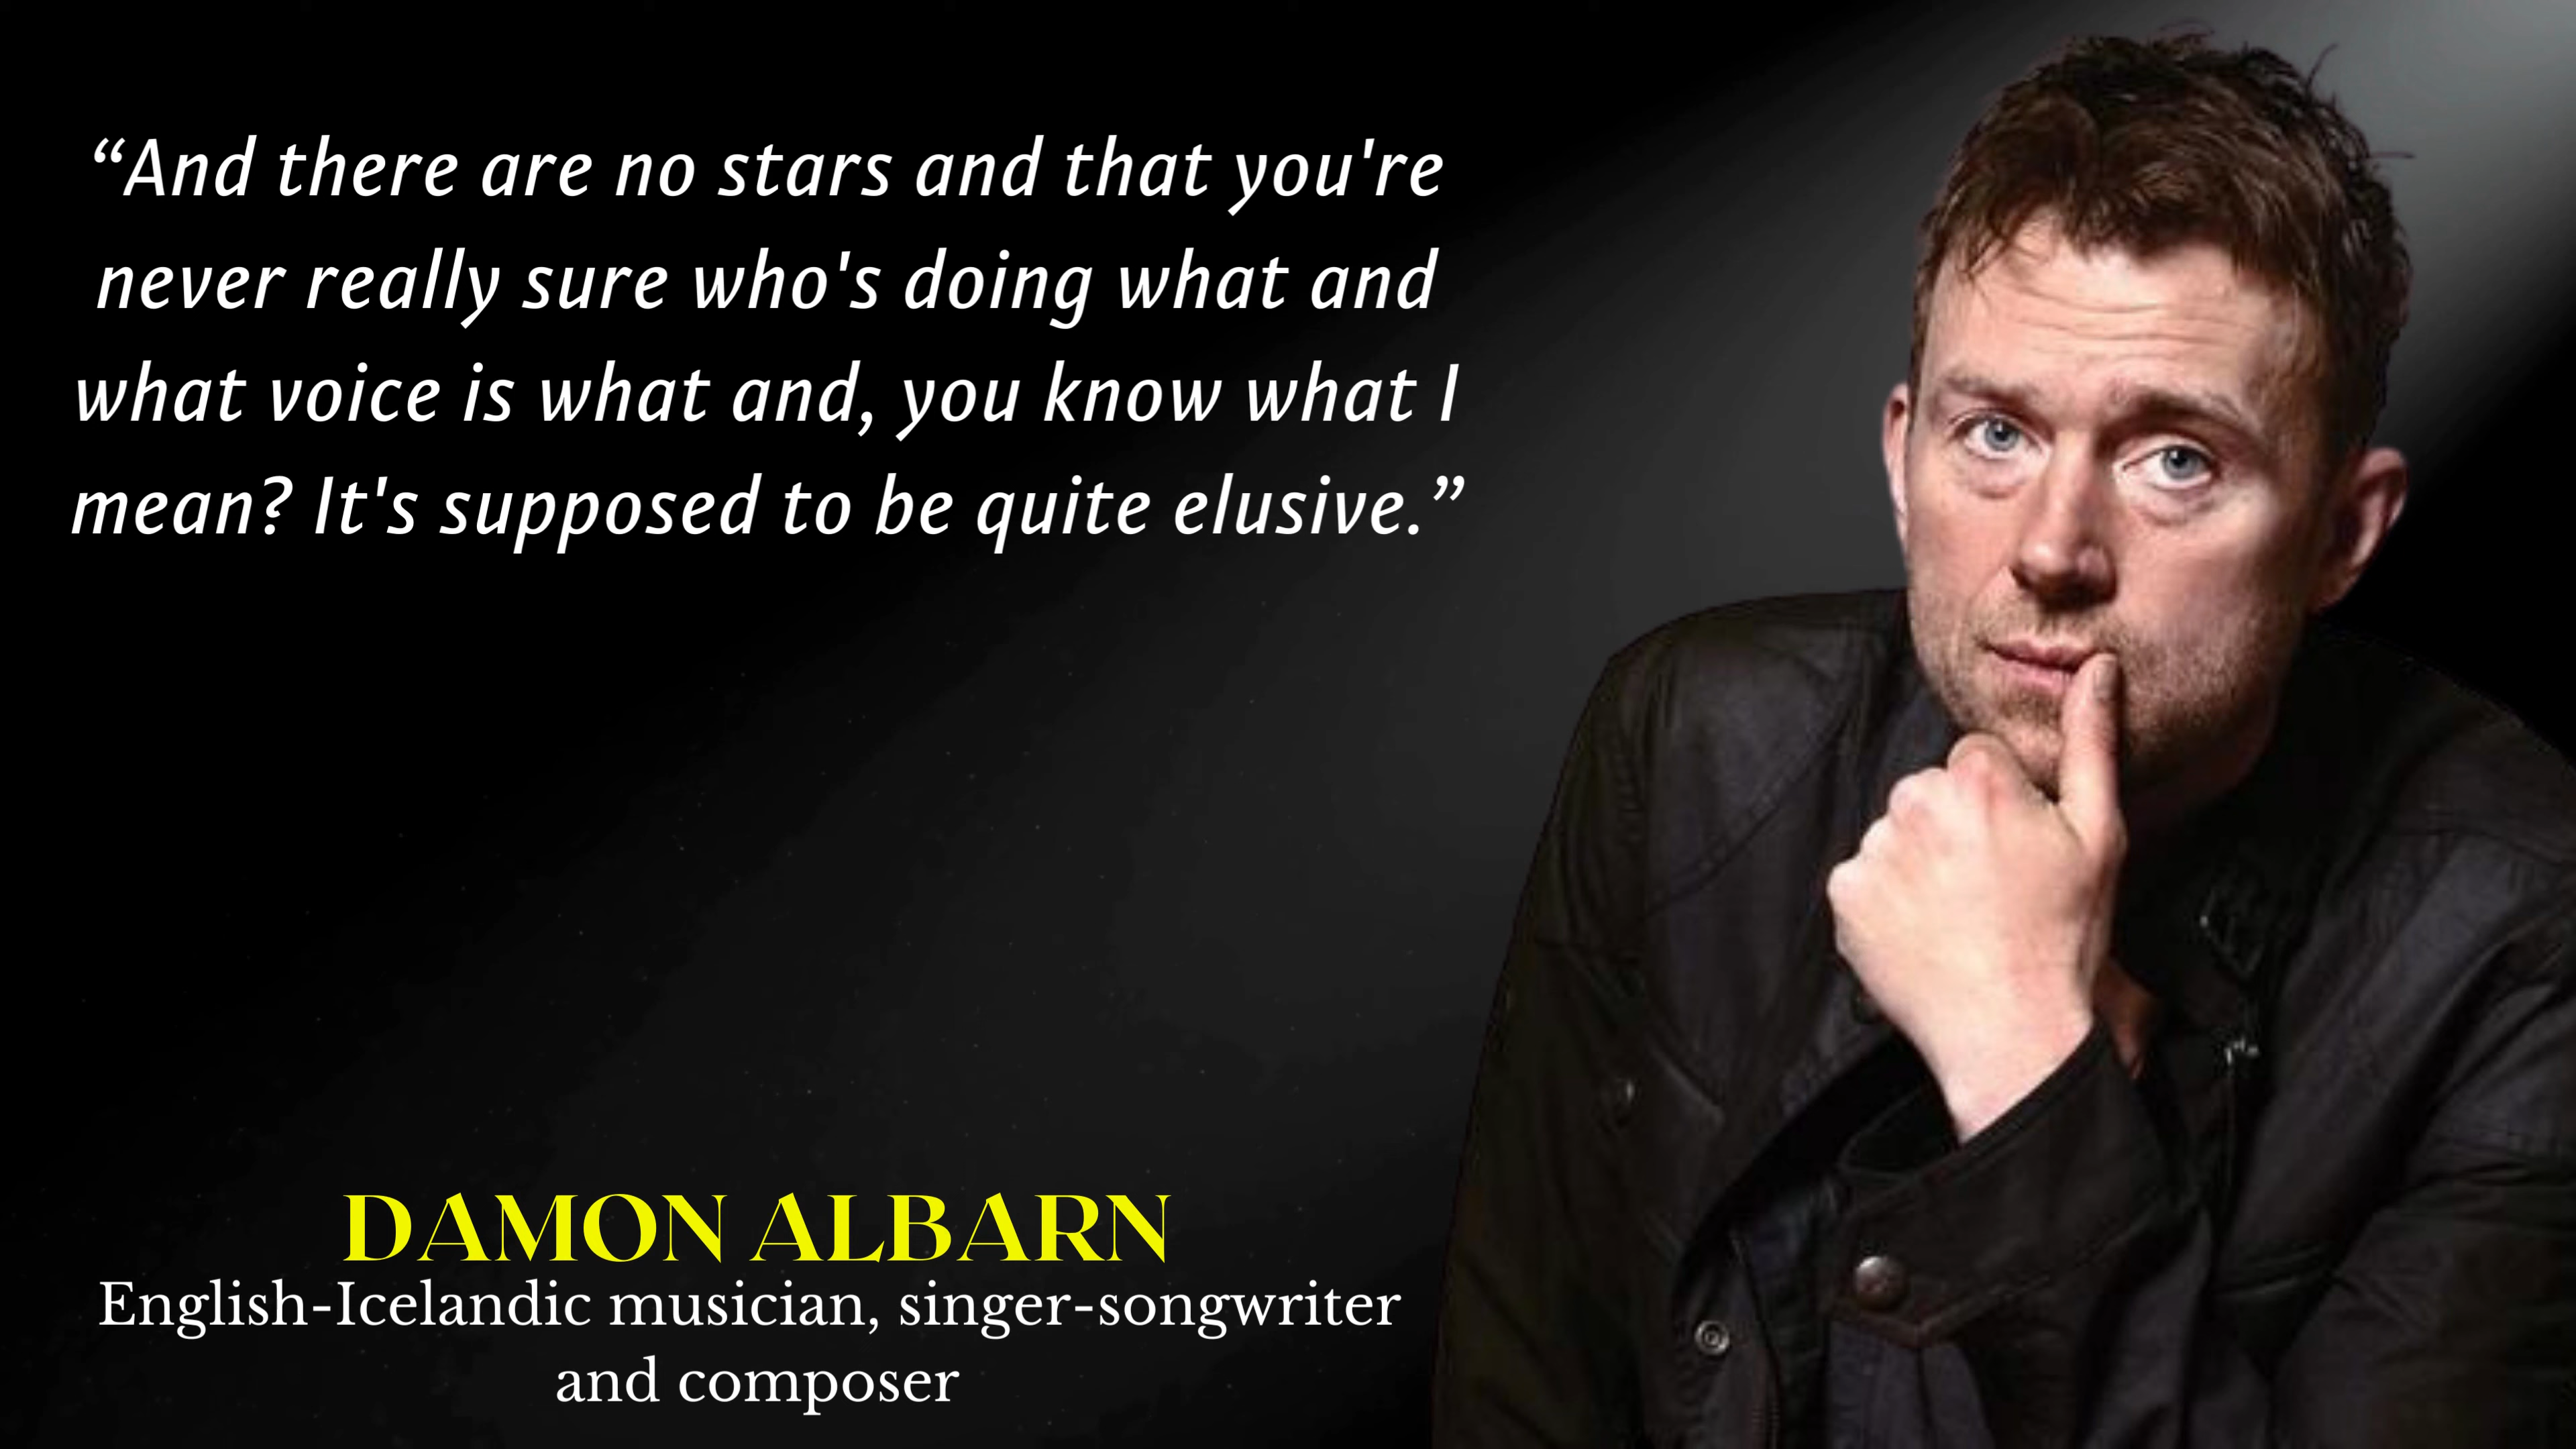 “And there are no stars and that you're
never really sure who's doing what and
what voice is what and, you know what I
mean? It's supposed to be quite elusive.”
DAMON ALBARN
English-Icelandic musician, singer-songwriter
and composer